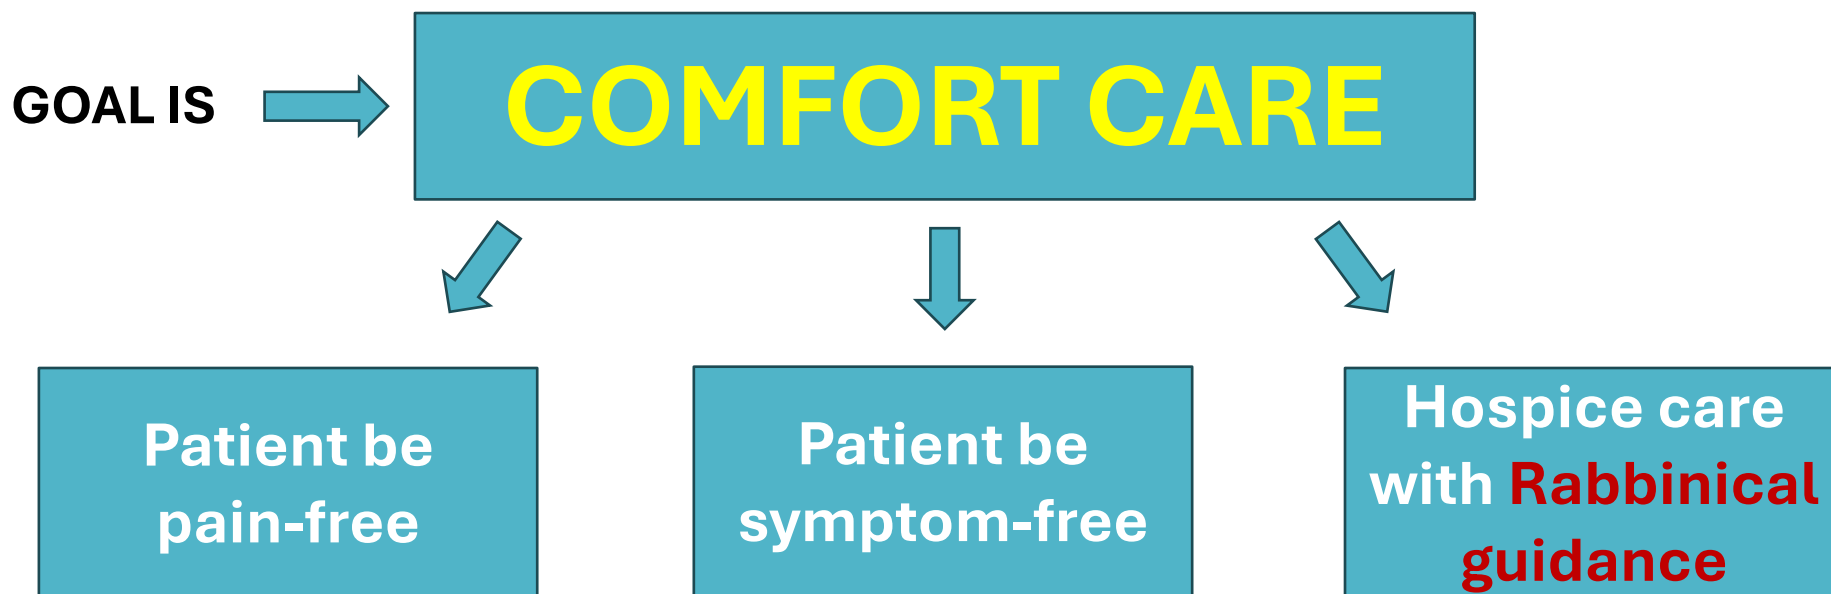 GOAL IS
COMFORT CARE
Patient be
pain-free
Patient be
symptom-free
Hospice care
with Rabbinical
guidance